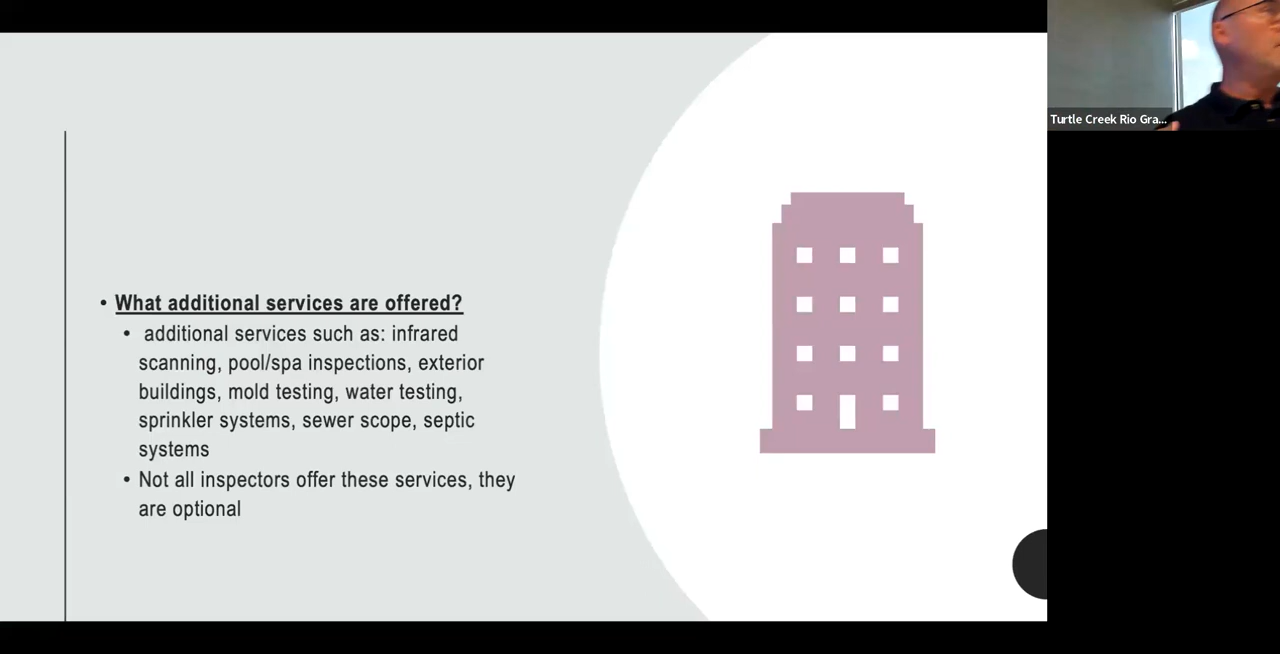 Turtle Creek Rio Gra...
• What additional services are offered?
• additional services such as: infrared
scanning, pool/spa inspections, exterior
buildings, mold testing, water testing,
sprinkler systems, sewer scope, septic
systems
• Not all inspectors offer these services, they
are optional